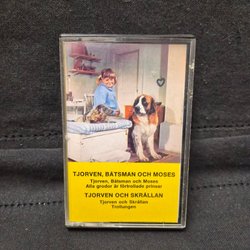 TJORVEN, BÅTSMAN OCH MOSES
Tjorven, Båtsman och Moses
Alla grodor är förtrollade prinsar
TJORVEN OCH SKRÅLLAN
Tjorven och Skrållan
Trollungen